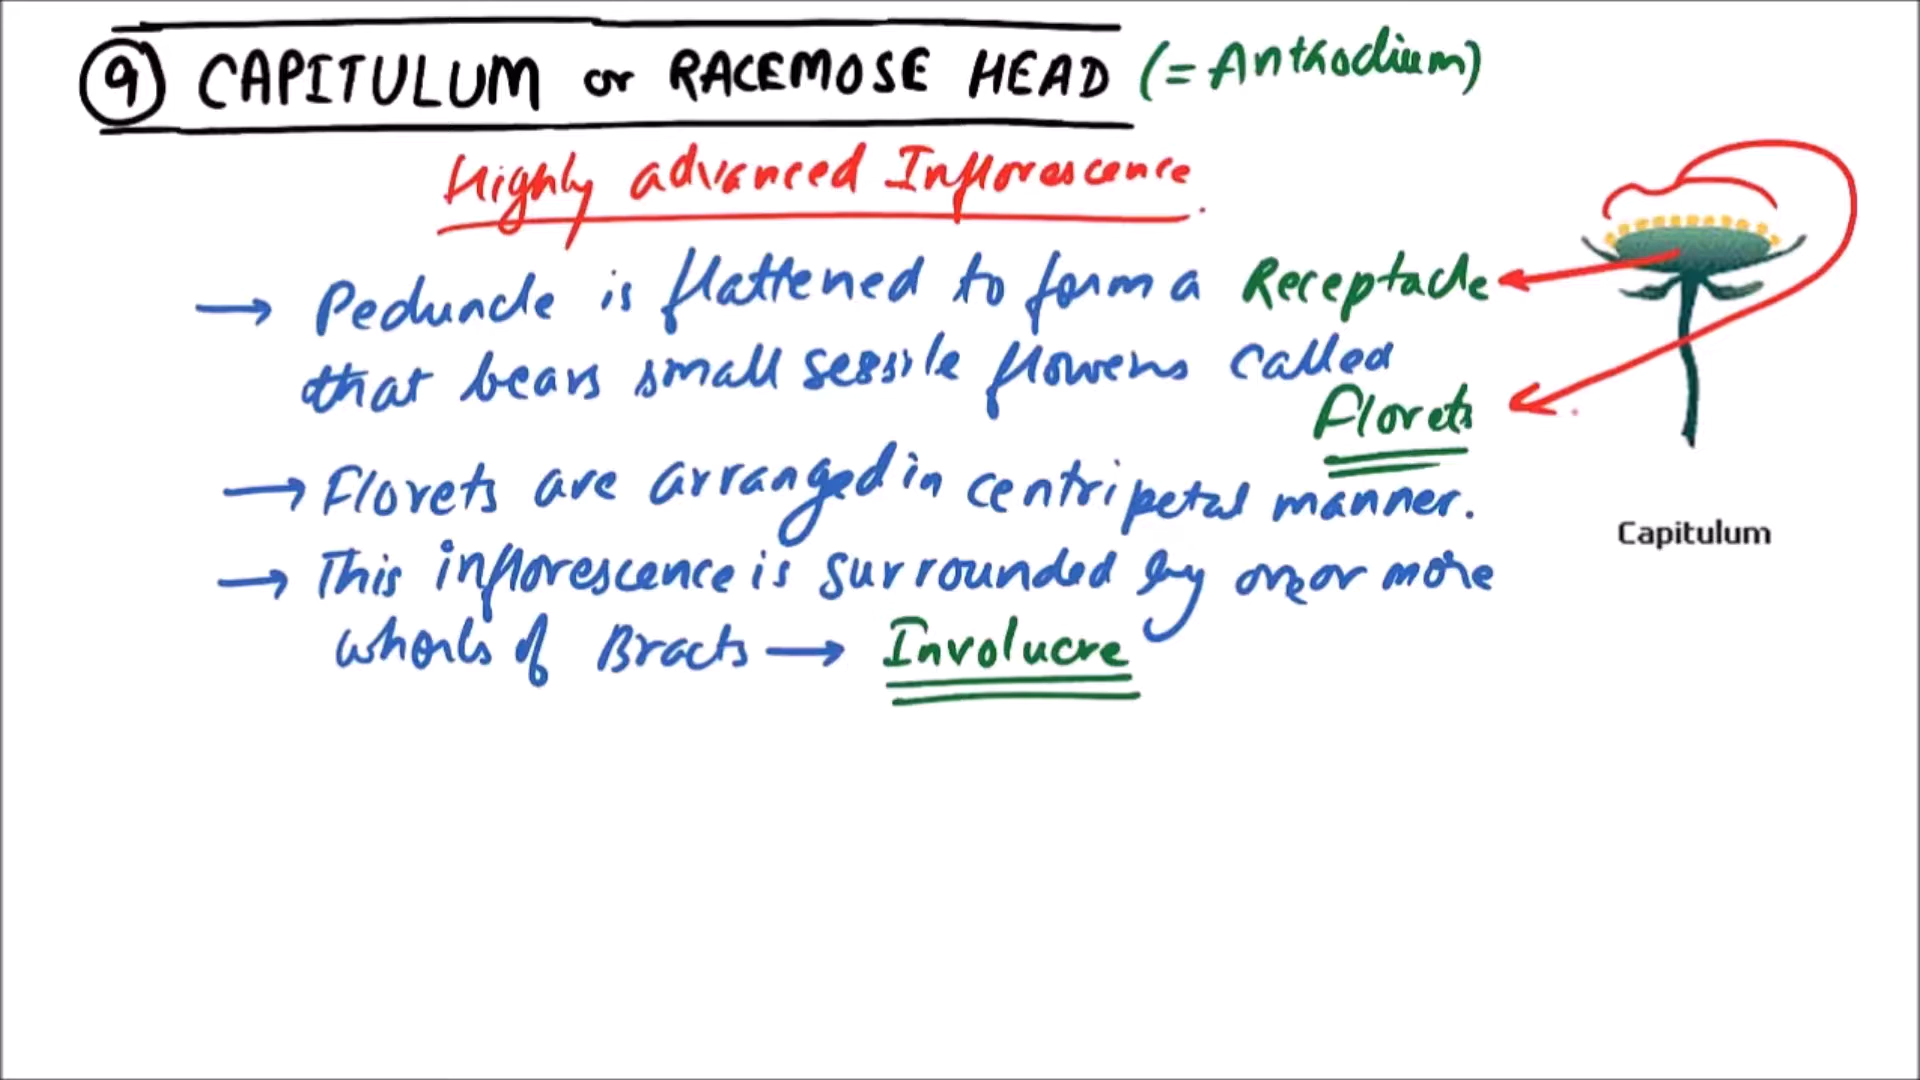 9 CAPITULUM or RACEMOSE HEAD (= Anthodium)
Highly advanced Inflorescence.
→ Peduncle is flattened to form a Receptacle
that bears small sessile flowers called
Florets
→ Florets are arranged in centripetal manner.
→ This inflorescence is surrounded by one or more
whorls of Bracts → Involucre
Capitulum